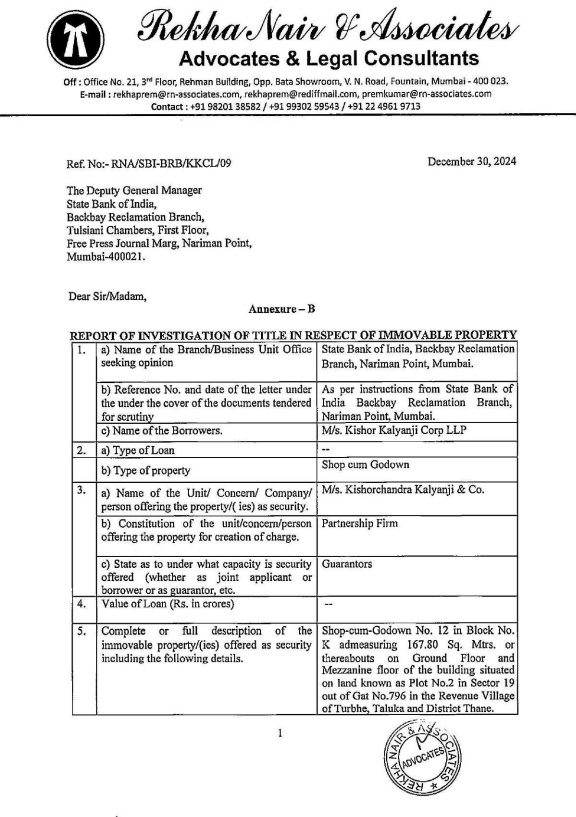 Rekha Nair & Associates
Advocates & Legal Consultants
Off : Office No. 21, 3rd Floor, Rehman Building, Opp. Bata Showroom, V. N. Road, Fountain, Mumbai - 400 023.
E-mail : rekhaprem@rn-associates.com, rekhaprem@rediffmail.com, premkumar@rn-associates.com
Contact : +91 98201 38582 / +91 99302 59543 / +91 22 4961 9713
Ref. No:- RNA/SBI-BRB/KKCL/09
December 30, 2024
The Deputy General Manager
State Bank of India,
Backbay Reclamation Branch,
Tulsiani Chambers, First Floor,
Free Press Journal Marg, Nariman Point,
Mumbai-400021.
Dear Sir/Madam,
Annexure – B
REPORT OF INVESTIGATION OF TITLE IN RESPECT OF IMMOVABLE PROPERTY
1.
a) Name of the Branch/Business Unit Office
seeking opinion
State Bank of India, Backbay Reclamation
Branch, Nariman Point, Mumbai.
b) Reference No. and date of the letter under
the under the cover of the documents tendered
for scrutiny
As per instructions from State Bank of
India Backbay Reclamation Branch,
Nariman Point, Mumbai.
c) Name of the Borrowers.
M/s. Kishor Kalyanji Corp LLP
2.
a) Type of Loan
--
b) Type of property
Shop cum Godown
3.
a) Name of the Unit/ Concern/ Company/
person offering the property/( ies) as security.
M/s. Kishorchandra Kalyanji & Co.
b) Constitution of the unit/concern/person
offering the property for creation of charge.
Partnership Firm
c) State as to under what capacity is security
offered (whether as joint applicant or
borrower or as guarantor, etc.
Guarantors
4.
Value of Loan (Rs. in crores)
--
5.
Complete or full description of the
immovable property/(ies) offered as security
including the following details.
Shop-cum-Godown No. 12 in Block No.
K admeasuring 167.80 Sq. Mtrs. or
thereabouts on Ground Floor and
Mezzanine floor of the building situated
on land known as Plot No.2 in Sector 19
out of Gat No.796 in the Revenue Village
of Turbhe, Taluka and District Thane.
1
REKHA NAIR & ASSOCIATES
ADVOCATES